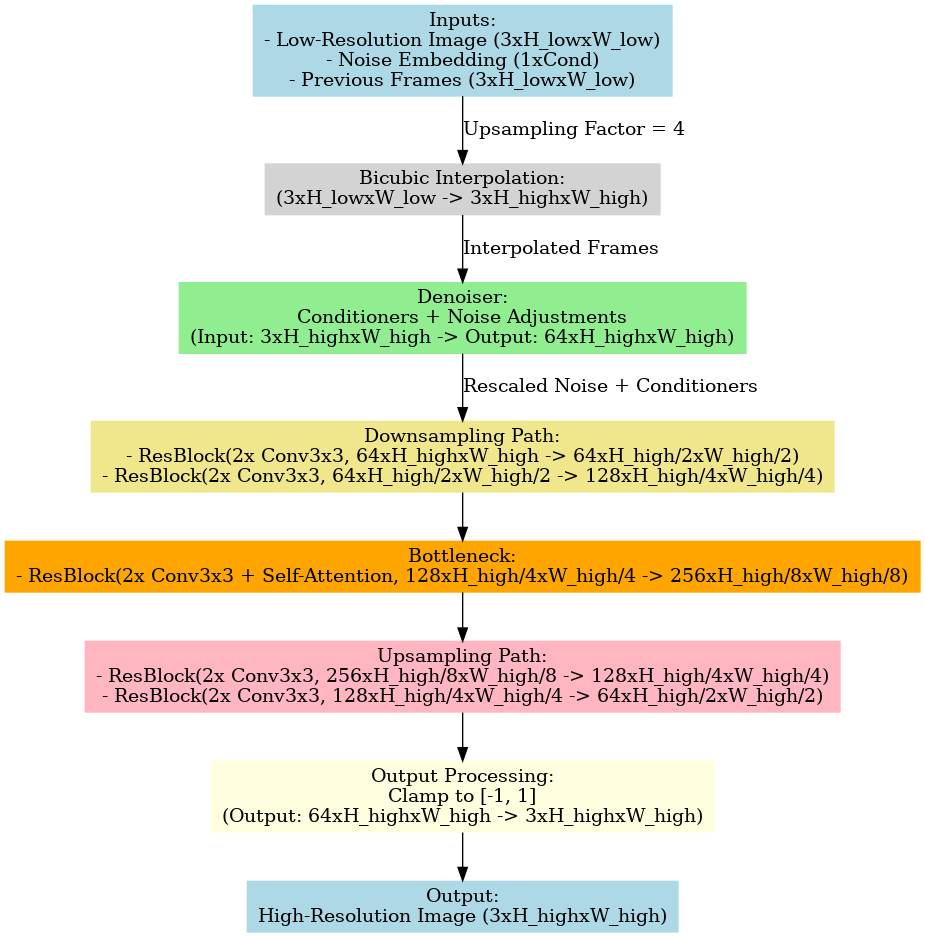 Inputs:
- Low-Resolution Image (3xH_lowxW_low)
- Noise Embedding (1xCond)
- Previous Frames (3xH_lowxW_low)
Upsampling Factor = 4
Bicubic Interpolation:
(3xH_lowxW_low -> 3xH_highxW_high)
Interpolated Frames
Denoiser:
Conditioners + Noise Adjustments
(Input: 3xH_highxW_high -> Output: 64xH_highxW_high)
Rescaled Noise + Conditioners
Downsampling Path:
- ResBlock(2x Conv3x3, 64xH_highxW_high -> 64xH_high/2xW_high/2)
- ResBlock(2x Conv3x3, 64xH_high/2xW_high/2 -> 128xH_high/4xW_high/4)
Bottleneck:
- ResBlock(2x Conv3x3 + Self-Attention, 128xH_high/4xW_high/4 -> 256xH_high/8xW_high/8)
Upsampling Path:
- ResBlock(2x Conv3x3, 256xH_high/8xW_high/8 -> 128xH_high/4xW_high/4)
- ResBlock(2x Conv3x3, 128xH_high/4xW_high/4 -> 64xH_high/2xW_high/2)
Output Processing:
Clamp to [-1, 1]
(Output: 64xH_highxW_high -> 3xH_highxW_high)
Output:
High-Resolution Image (3xH_highxW_high)